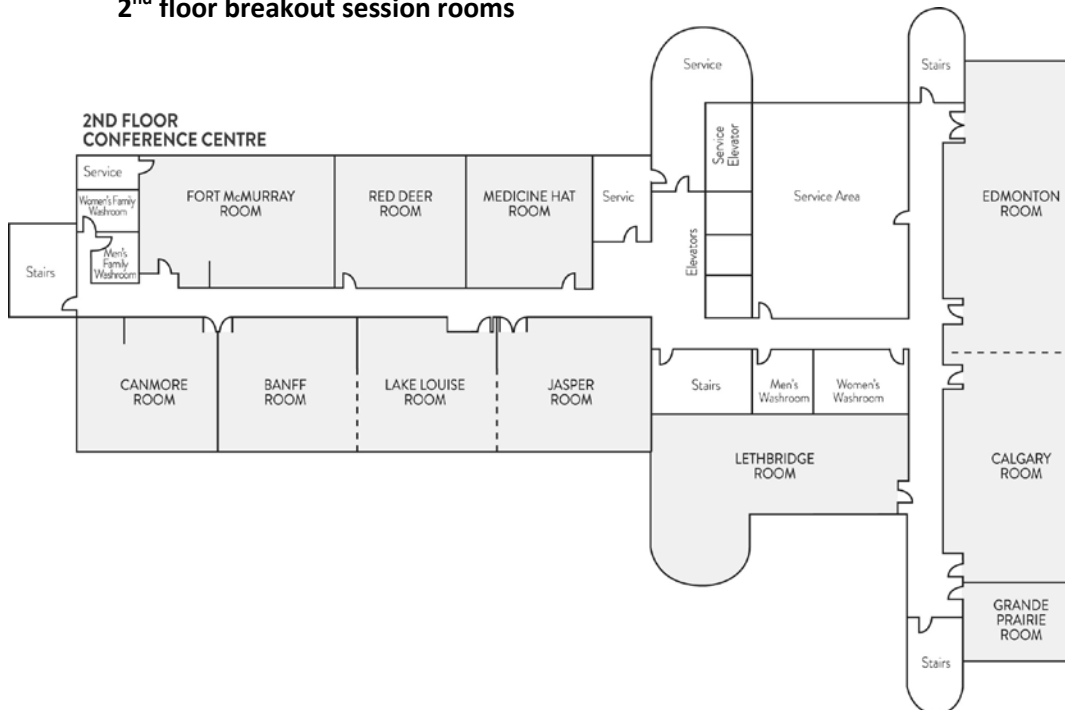 2nd floor breakout session rooms
2ND FLOOR
CONFERENCE CENTRE
Service
Women's Family
Washroom
Men's
Family
Washroom
Stairs
FORT McMURRAY
ROOM
RED DEER
ROOM
MEDICINE HAT
ROOM
Servic
Service
Service
Elevator
Elevators
Service Area
Stairs
EDMONTON
ROOM
CANMORE
ROOM
BANFF
ROOM
LAKE LOUISE
ROOM
JASPER
ROOM
Stairs
Men's
Washroom
Women's
Washroom
LETHBRIDGE
ROOM
CALGARY
ROOM
GRANDE
PRAIRIE
ROOM
Stairs